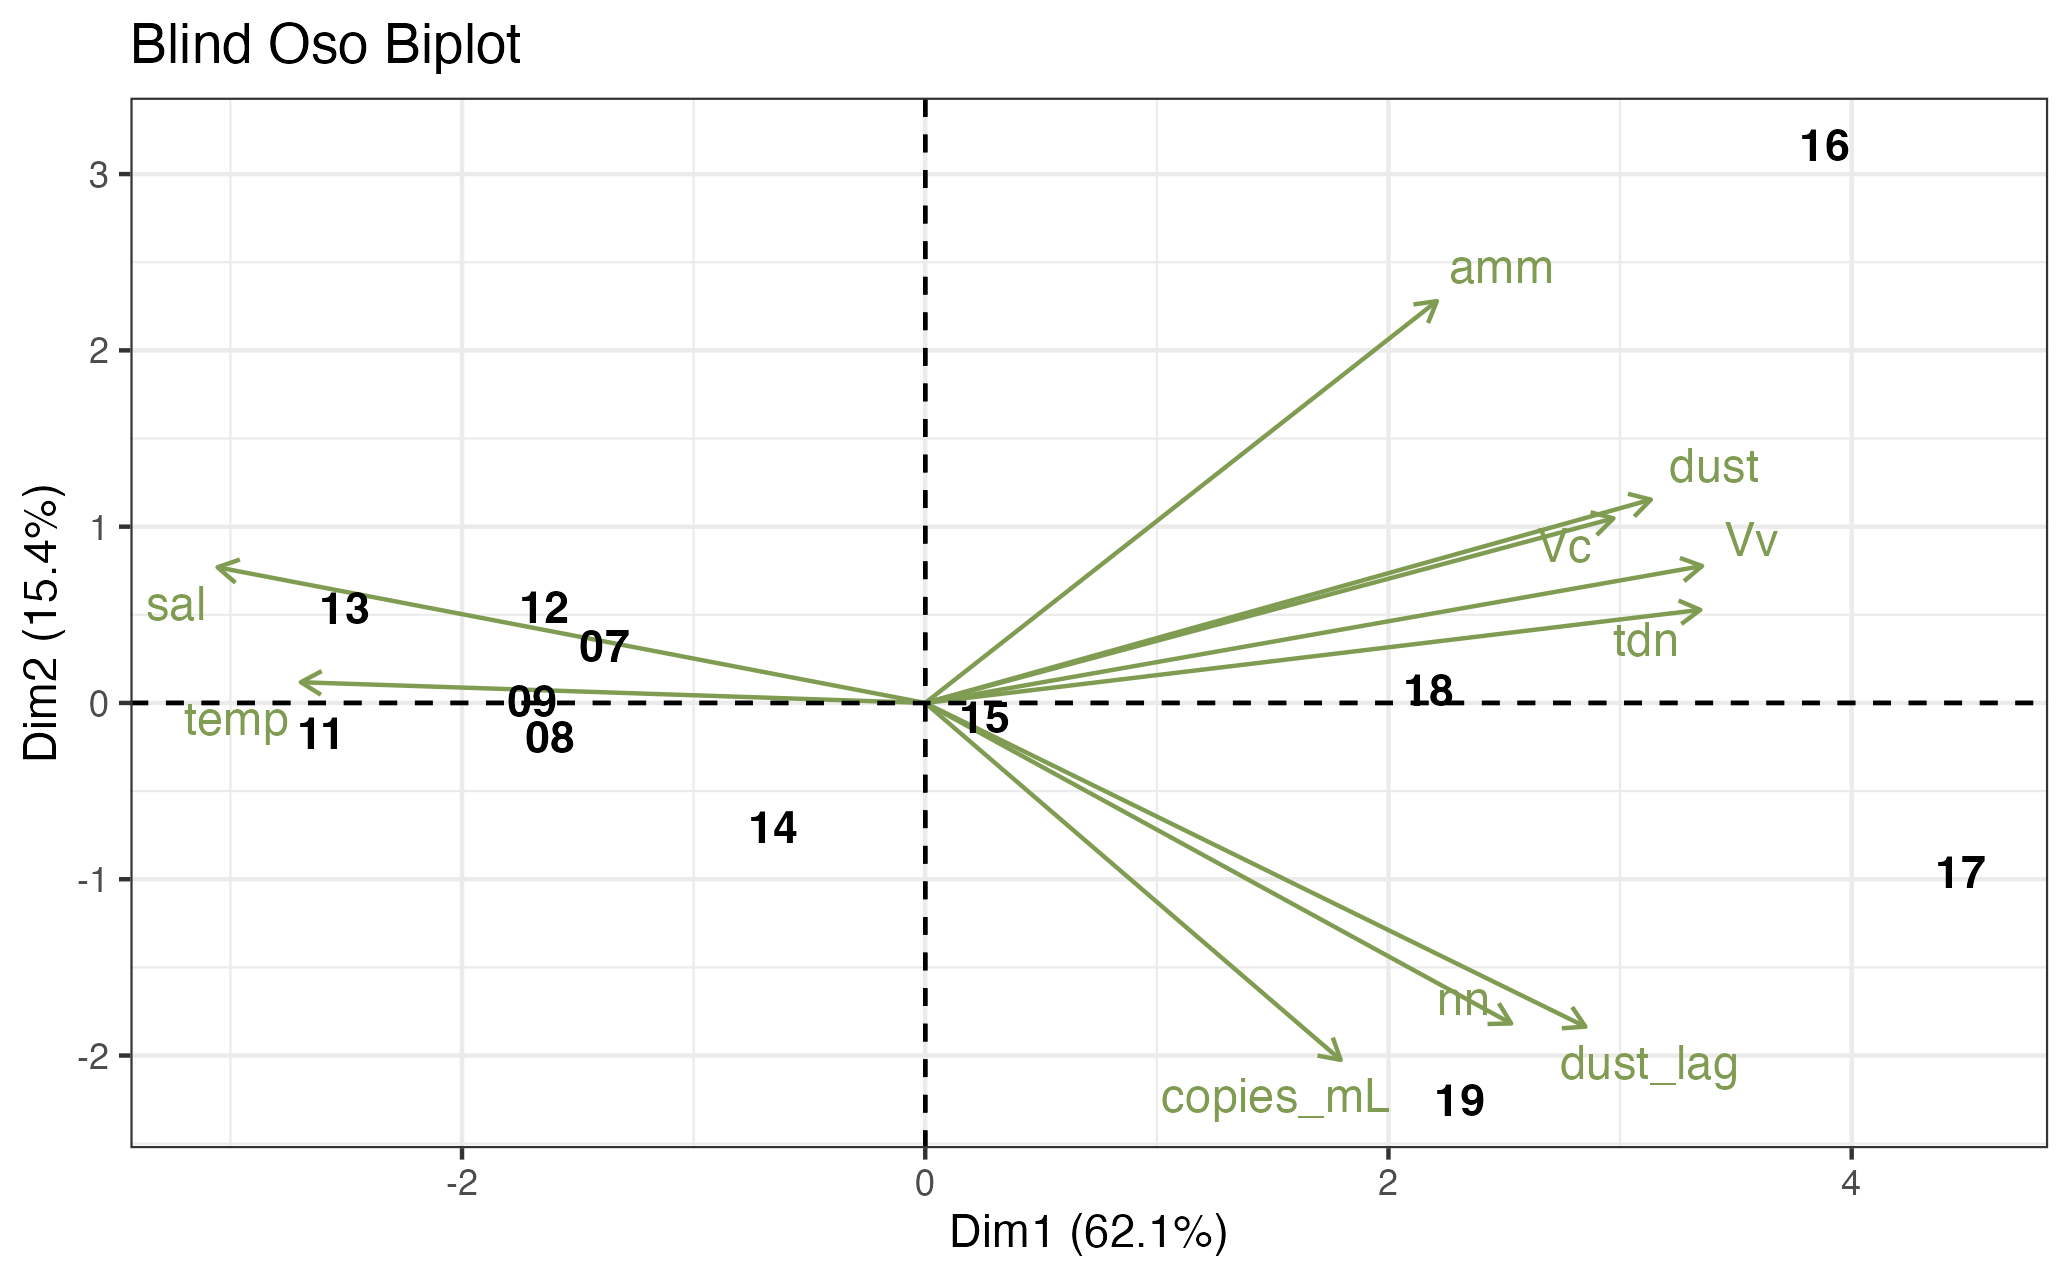 Blind Oso Biplot
16
3
amm
2
dust
Vv
1
Vc
sal
13
12
07
tdn
Dim2 (15.4%)
0
09
18
temp
11
08
15
14
-1
17
nn
-2
dust_lag
copies_mL
19
-2
0
2
4
Dim1 (62.1%)